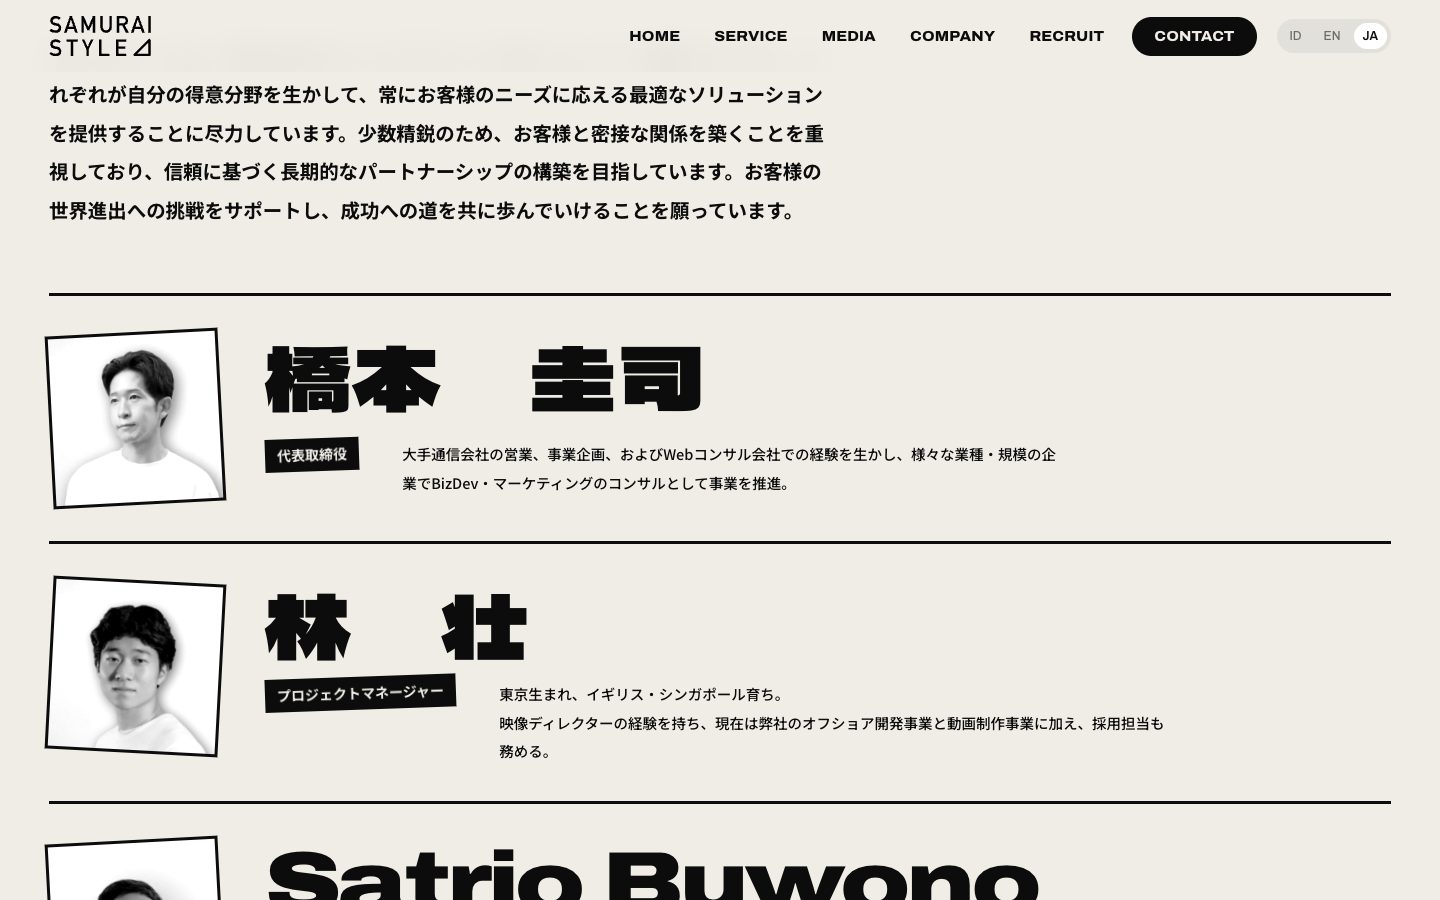 SAMURAI
STYLE
HOME SERVICE MEDIA COMPANY RECRUIT CONTACT ID EN JA
れぞれが自分の得意分野を生かして、常にお客様のニーズに応える最適なソリューション
を提供することに尽力しています。少数精鋭のため、お客様と密接な関係を築くことを重
視しており、信頼に基づく長期的なパートナーシップの構築を目指しています。お客様の
世界進出への挑戦をサポートし、成功への道を共に歩んでいけることを願っています。
橋本　圭司
代表取締役
大手通信会社の営業、事業企画、およびWebコンサル会社での経験を生かし、様々な業種・規模の企
業でBizDev・マーケティングのコンサルとして事業を推進。
林　壮
プロジェクトマネージャー
東京生まれ、イギリス・シンガポール育ち。
映像ディレクターの経験を持ち、現在は弊社のオフショア開発事業と動画制作事業に加え、採用担当も
務める。
Satrio Buwono